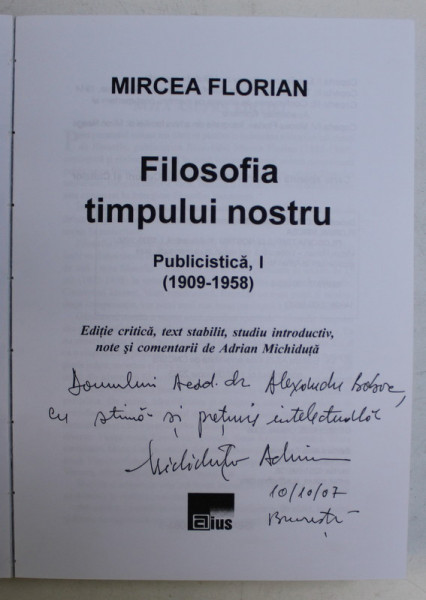 MIRCEA FLORIAN
Filosofia
timpului nostru
Publicistică, I
(1909-1958)
Ediție critică, text stabilit, studiu introductiv,
note și comentarii de Adrian Michiduță
Domnului Acad. dr. Alexandru
cu stimă și prețuire intelectuală
Michiduță Adrian
10/10/07
București
aius